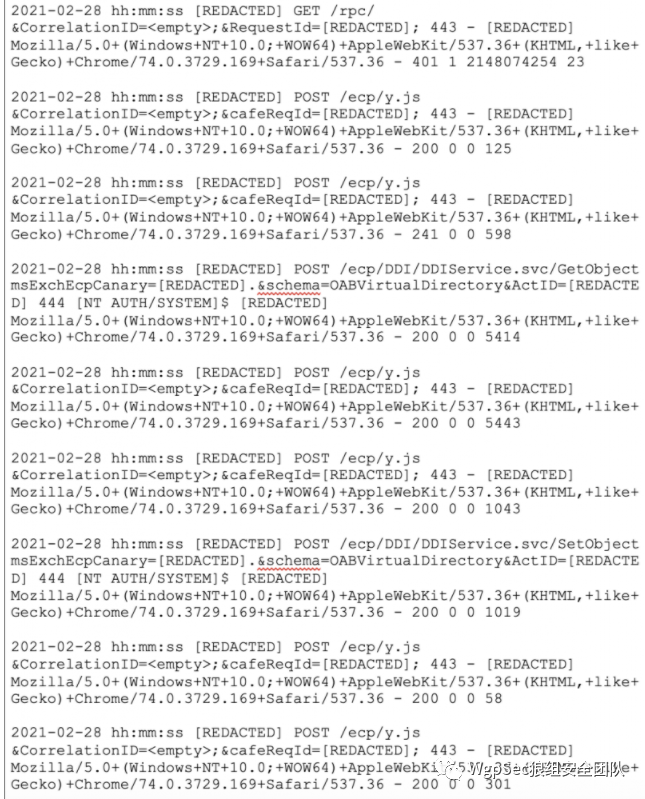 2021-02-28 hh:mm:ss [REDACTED] GET /rpc/
&CorrelationID=<empty>;&RequestId=[REDACTED]; 443 - [REDACTED]
Mozilla/5.0+(Windows+NT+10.0;+WOW64)+AppleWebKit/537.36+(KHTML,+like+
Gecko)+Chrome/74.0.3729.169+Safari/537.36 - 401 1 2148074254 23
2021-02-28 hh:mm:ss [REDACTED] POST /ecp/y.js
&CorrelationID=<empty>;&cafeReqId=[REDACTED]; 443 - [REDACTED]
Mozilla/5.0+(Windows+NT+10.0;+WOW64)+AppleWebKit/537.36+(KHTML,+like+
Gecko)+Chrome/74.0.3729.169+Safari/537.36 - 200 0 0 125
2021-02-28 hh:mm:ss [REDACTED] POST /ecp/y.js
&CorrelationID=<empty>;&cafeReqId=[REDACTED]; 443 - [REDACTED]
Mozilla/5.0+(Windows+NT+10.0;+WOW64)+AppleWebKit/537.36+(KHTML,+like+
Gecko)+Chrome/74.0.3729.169+Safari/537.36 - 241 0 0 598
2021-02-28 hh:mm:ss [REDACTED] POST /ecp/DDI/DDIService.svc/GetObject
msExchEcpCanary=[REDACTED].&schema=OABVirtualDirectory&ActID=[REDACTE
D] 444 [NT AUTH/SYSTEM]$ [REDACTED]
Mozilla/5.0+(Windows+NT+10.0;+WOW64)+AppleWebKit/537.36+(KHTML,+like+
Gecko)+Chrome/74.0.3729.169+Safari/537.36 - 200 0 0 5414
2021-02-28 hh:mm:ss [REDACTED] POST /ecp/y.js
&CorrelationID=<empty>;&cafeReqId=[REDACTED]; 443 - [REDACTED]
Mozilla/5.0+(Windows+NT+10.0;+WOW64)+AppleWebKit/537.36+(KHTML,+like+
Gecko)+Chrome/74.0.3729.169+Safari/537.36 - 200 0 0 5443
2021-02-28 hh:mm:ss [REDACTED] POST /ecp/y.js
&CorrelationID=<empty>;&cafeReqId=[REDACTED]; 443 - [REDACTED]
Mozilla/5.0+(Windows+NT+10.0;+WOW64)+AppleWebKit/537.36+(KHTML,+like+
Gecko)+Chrome/74.0.3729.169+Safari/537.36 - 200 0 0 1043
2021-02-28 hh:mm:ss [REDACTED] POST /ecp/DDI/DDIService.svc/SetObject
msExchEcpCanary=[REDACTED].&schema=OABVirtualDirectory&ActID=[REDACTE
D] 444 [NT AUTH/SYSTEM]$ [REDACTED]
Mozilla/5.0+(Windows+NT+10.0;+WOW64)+AppleWebKit/537.36+(KHTML,+like+
Gecko)+Chrome/74.0.3729.169+Safari/537.36 - 200 0 0 1019
2021-02-28 hh:mm:ss [REDACTED] POST /ecp/y.js
&CorrelationID=<empty>;&cafeReqId=[REDACTED]; 443 - [REDACTED]
Mozilla/5.0+(Windows+NT+10.0;+WOW64)+AppleWebKit/537.36+(KHTML,+like+
Gecko)+Chrome/74.0.3729.169+Safari/537.36 - 200 0 0 58
2021-02-28 hh:mm:ss [REDACTED] POST /ecp/y.js
&CorrelationID=<empty>;&cafeReqId=[REDACTED]; 443 - [REDACTED]
Mozilla/5.0+(Windows+NT+10.0;+WOW64)+AppleWebKit/537.36+(KHTML,+like+
Gecko)+Chrome/74.0.3729.169+Safari/537.36 - 200 0 0 301
WgpSec狼组安全团队